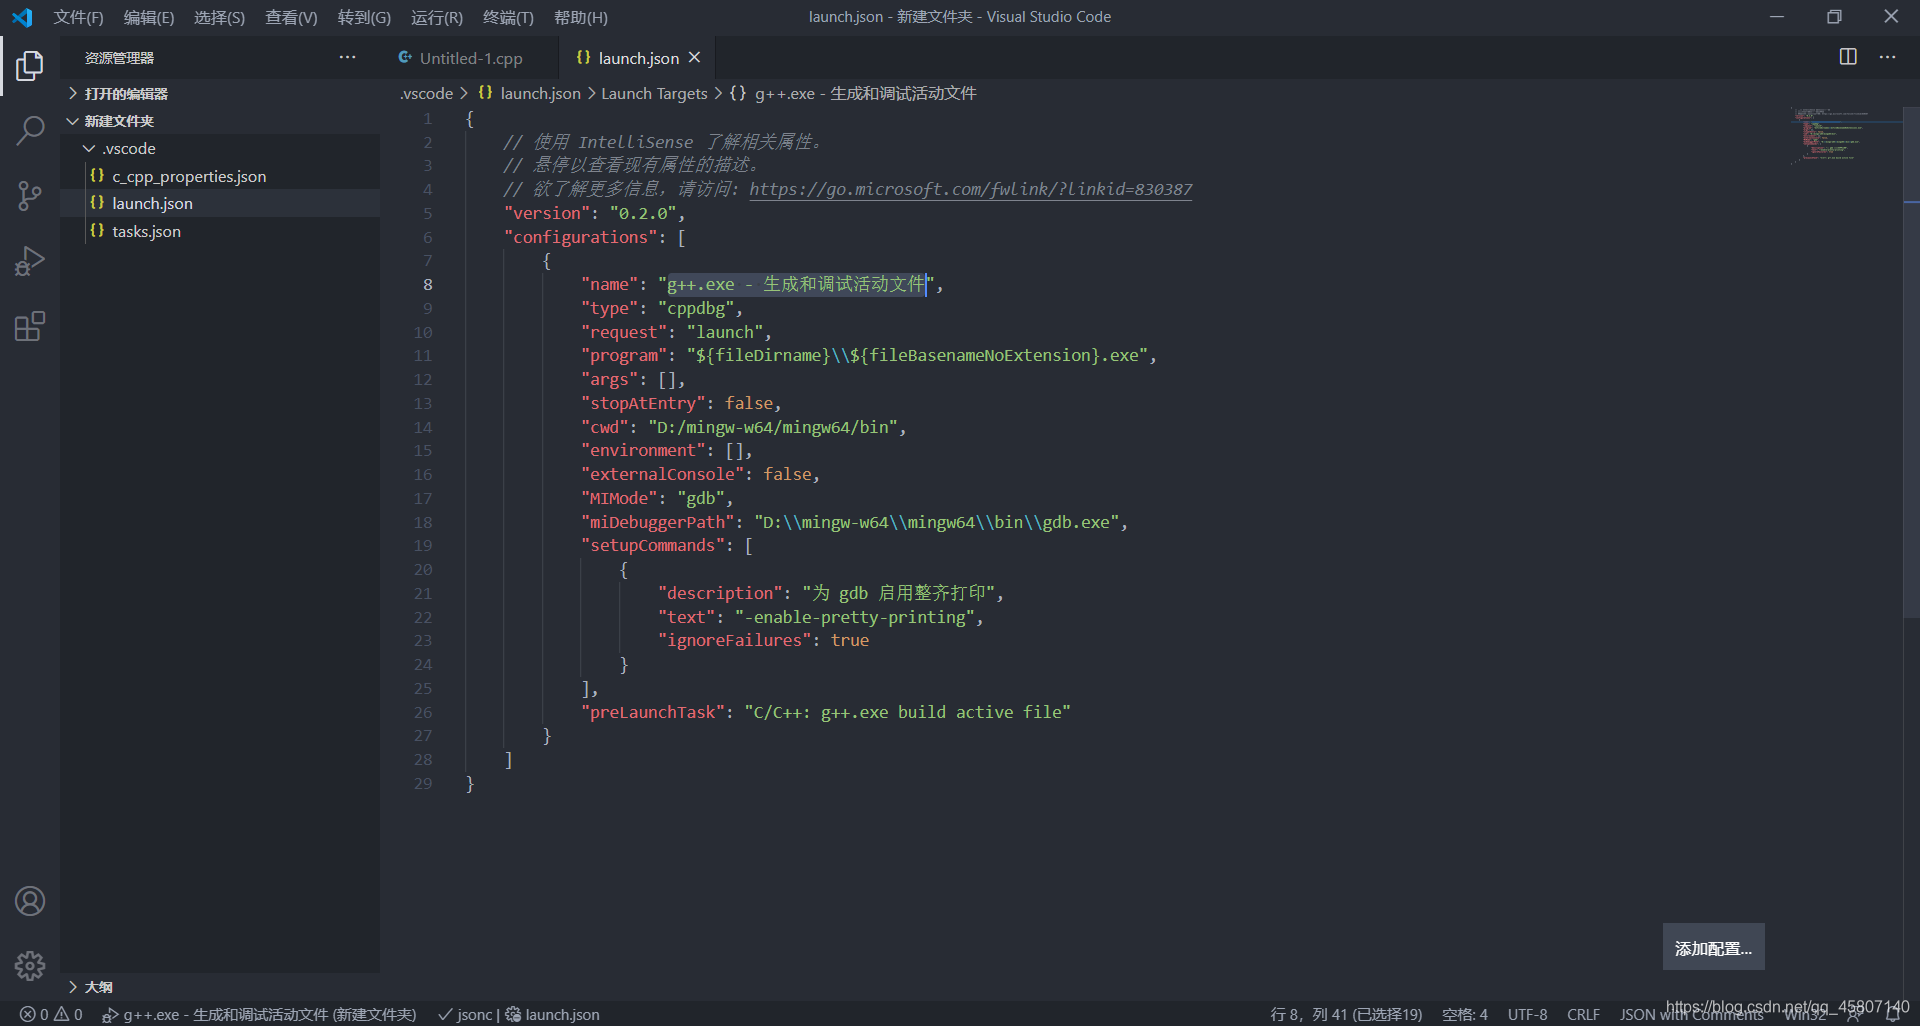 文件(F) 编辑(E) 选择(S) 查看(V) 转到(G) 运行(R) 终端(T) 帮助(H) launch.json - 新建文件夹 - Visual Studio Code
资源管理器 ··· Untitled-1.cpp {} launch.json
打开的编辑器
新建文件夹
.vscode
{} c_cpp_properties.json
{} launch.json
{} tasks.json
大纲
.vscode > {} launch.json > Launch Targets > {} g++.exe - 生成和调试活动文件
1 {
2 // 使用 IntelliSense 了解相关属性。
3 // 悬停以查看现有属性的描述。
4 // 欲了解更多信息，请访问: https://go.microsoft.com/fwlink/?linkid=830387
5 "version": "0.2.0",
6 "configurations": [
7 {
8 "name": "g++.exe - 生成和调试活动文件",
9 "type": "cppdbg",
10 "request": "launch",
11 "program": "${fileDirname}\\${fileBasenameNoExtension}.exe",
12 "args": [],
13 "stopAtEntry": false,
14 "cwd": "D:/mingw-w64/mingw64/bin",
15 "environment": [],
16 "externalConsole": false,
17 "MIMode": "gdb",
18 "miDebuggerPath": "D:\\mingw-w64\\mingw64\\bin\\gdb.exe",
19 "setupCommands": [
20 {
21 "description": "为 gdb 启用整齐打印",
22 "text": "-enable-pretty-printing",
23 "ignoreFailures": true
24 }
25 ],
26 "preLaunchTask": "C/C++: g++.exe build active file"
27 }
28 ]
29 }
添加配置...
0 0 g++.exe - 生成和调试活动文件 (新建文件夹) jsonc | launch.json 行 8，列 41 (已选择19) 空格: 4 UTF-8 CRLF JSON with Comments Win32
https://blog.csdn.net/qq_45807140